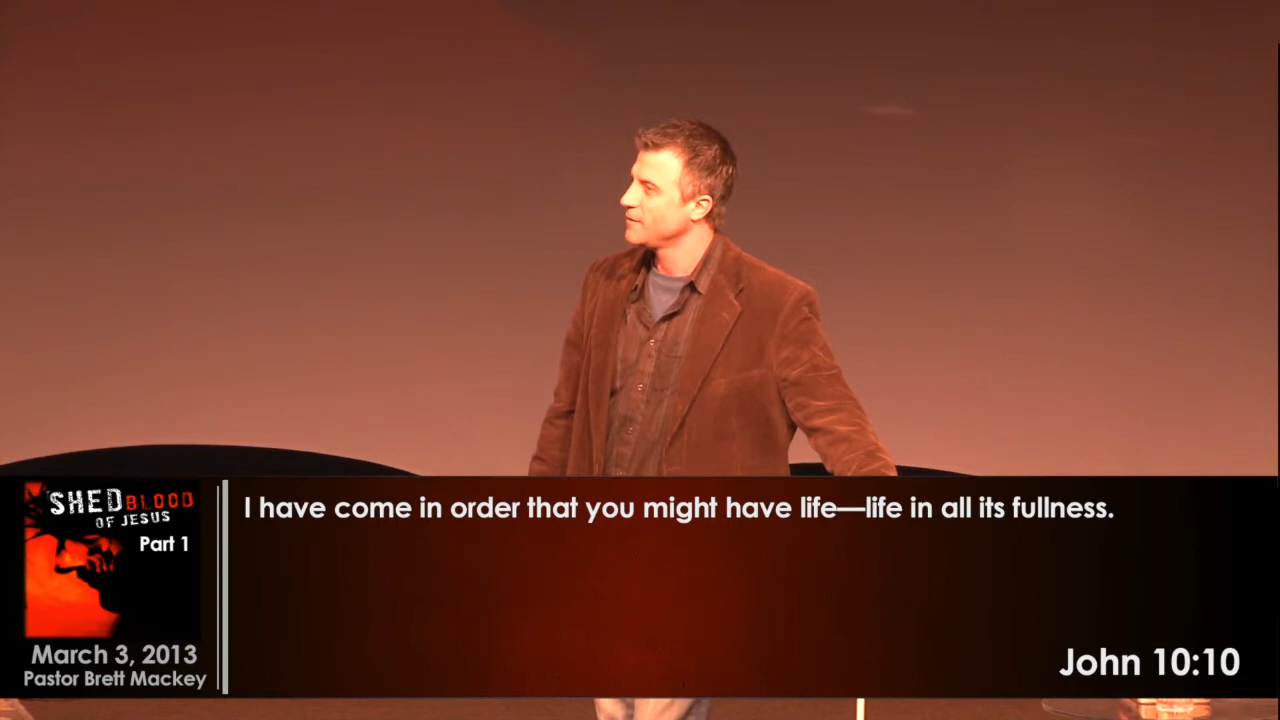 SHED BLOOD
OF JESUS
Part 1
March 3, 2013
Pastor Brett Mackey
I have come in order that you might have life—life in all its fullness.
John 10:10